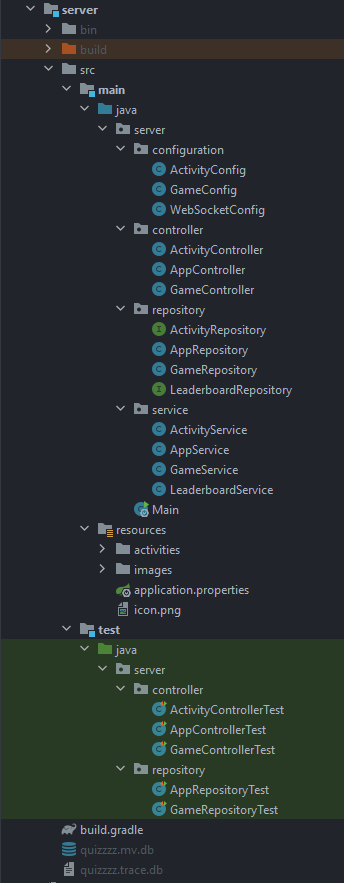 server
bin
build
src
main
java
server
configuration
ActivityConfig
GameConfig
WebSocketConfig
controller
ActivityController
AppController
GameController
repository
ActivityRepository
AppRepository
GameRepository
LeaderboardRepository
service
ActivityService
AppService
GameService
LeaderboardService
Main
resources
activities
images
application.properties
icon.png
test
java
server
controller
ActivityControllerTest
AppControllerTest
GameControllerTest
repository
AppRepositoryTest
GameRepositoryTest
build.gradle
quizzzz.mv.db
quizzzz.trace.db